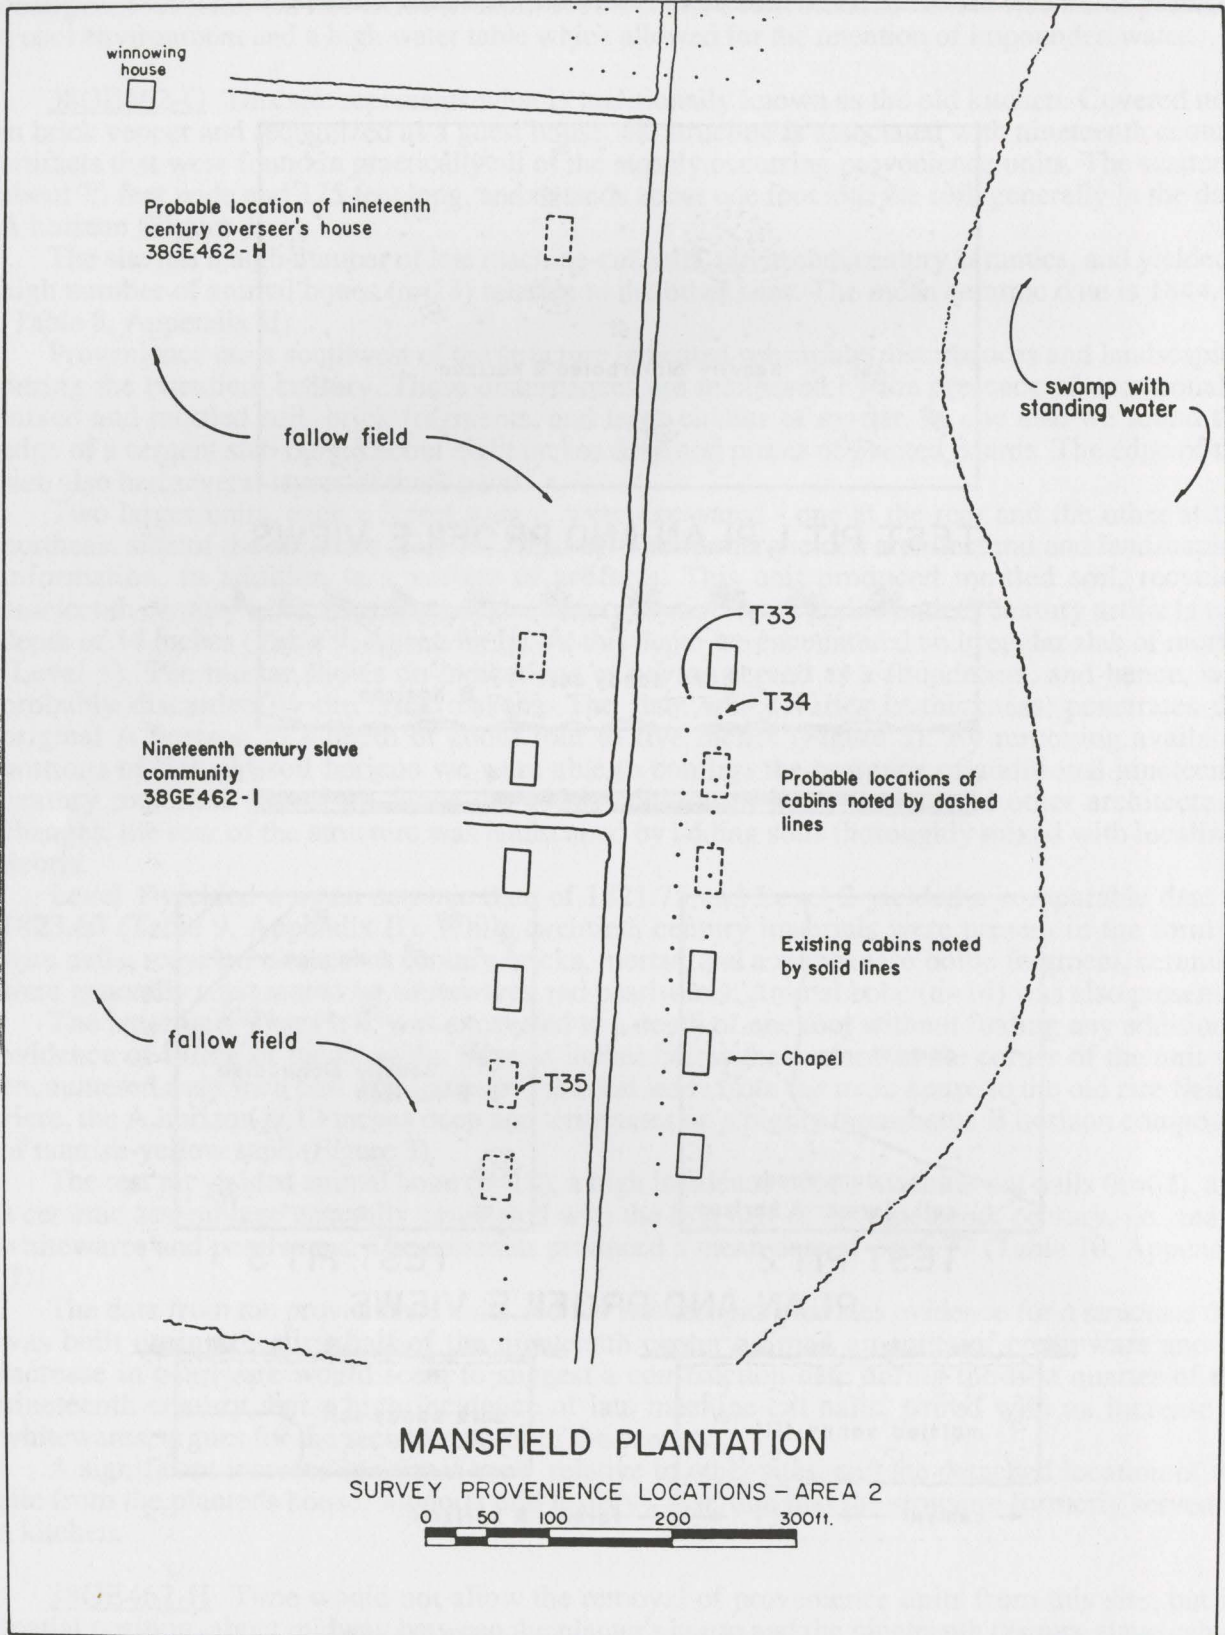 winnowing
house
Probable location of nineteenth
century overseer's house
38GE462-H
fallow field
swamp with
standing water
T33
T34
Nineteenth century slave
community
38GE462-I
Probable locations of
cabins noted by dashed
lines
Existing cabins noted
by solid lines
fallow field
T35
Chapel
MANSFIELD PLANTATION
SURVEY PROVENIENCE LOCATIONS – AREA 2
0 50 100 200 300ft.